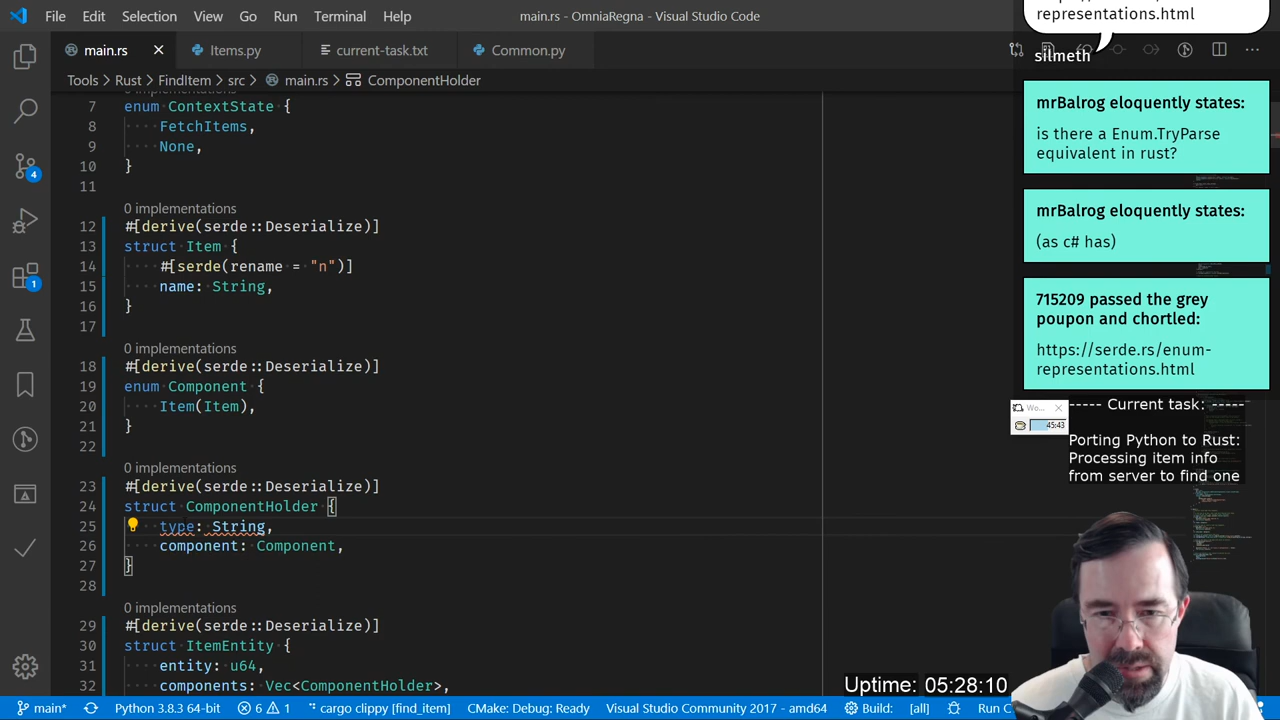 File Edit Selection View Go Run Terminal Help
main.rs - OmniaRegna - Visual Studio Code
main.rs
Items.py
current-task.txt
Common.py
Tools > Rust > FindItem > src > main.rs > ComponentHolder
0 implementations
7 enum ContextState {
8 ····FetchItems,
9 ····None,
10 }
11
0 implementations
12 #[derive(serde::Deserialize)]
13 struct Item {
14 ····#[serde(rename = "n")]
15 name: String,
16 }
17
0 implementations
18 #[derive(serde::Deserialize)]
19 enum Component {
20 ····Item(Item),
21 }
22
0 implementations
23 #[derive(serde::Deserialize)]
24 struct ComponentHolder {
25 type: String,
26 ····component: Component,
27 }
28
0 implementations
29 #[derive(serde::Deserialize)]
30 struct ItemEntity {
31 ····entity: u64,
32 ····components: Vec<ComponentHolder>,
4
1
representations.html
silmeth
mrBalrog eloquently states:
is there a Enum.TryParse
equivalent in rust?
mrBalrog eloquently states:
(as c# has)
715209 passed the grey
poupon and chortled:
https://serde.rs/enum-
representations.html
Wo...
45:43
----- Current task: -----
Porting Python to Rust:
Processing item info
from server to find one
Uptime: 05:28:10
main* Python 3.8.3 64-bit 6 1 cargo clippy [find_item] CMake: Debug: Ready Visual Studio Community 2017 - amd64 Build: [all] Run C